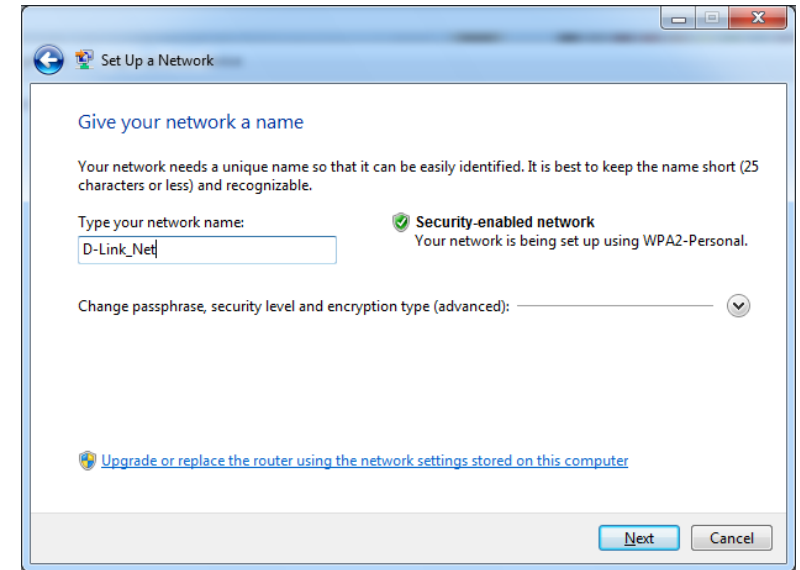 Set Up a Network
Give your network a name
Your network needs a unique name so that it can be easily identified. It is best to keep the name short (25
characters or less) and recognizable.
Type your network name:
D-Link_Net
Security-enabled network
Your network is being set up using WPA2-Personal.
Change passphrase, security level and encryption type (advanced):
Upgrade or replace the router using the network settings stored on this computer
Next
Cancel